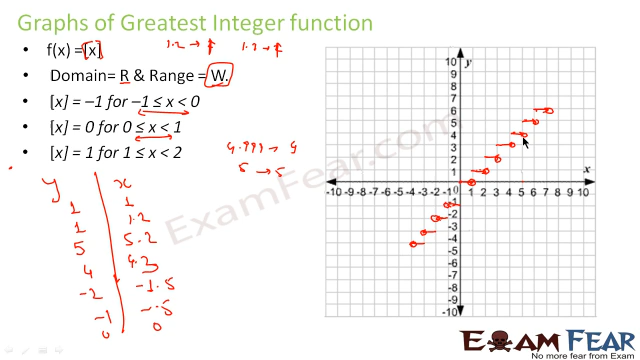 Graphs of Greatest Integer function
• f(x) = [x]
1.2 → 1
• Domain= R & Range = W.
• [x] = –1 for –1 ≤ x < 0
• [x] = 0 for 0 ≤ x < 1
• [x] = 1 for 1 ≤ x < 2
4.999 → 4
5 → 5
y x
1 1
1 1.2
5 5.2
4 4.3
-2 -1.5
-1 -.5
0 0
y
10
9
8
7
6
5
4
3
2
1
x
-10 -9 -8 -7 -6 -5 -4 -3 -2 -1 0 1 2 3 4 5 6 7 8 9 10
-1
-2
-3
-4
-5
-6
-7
-8
-9
-10
ExamFear.com
EXAM FEAR
No more fear from Exam